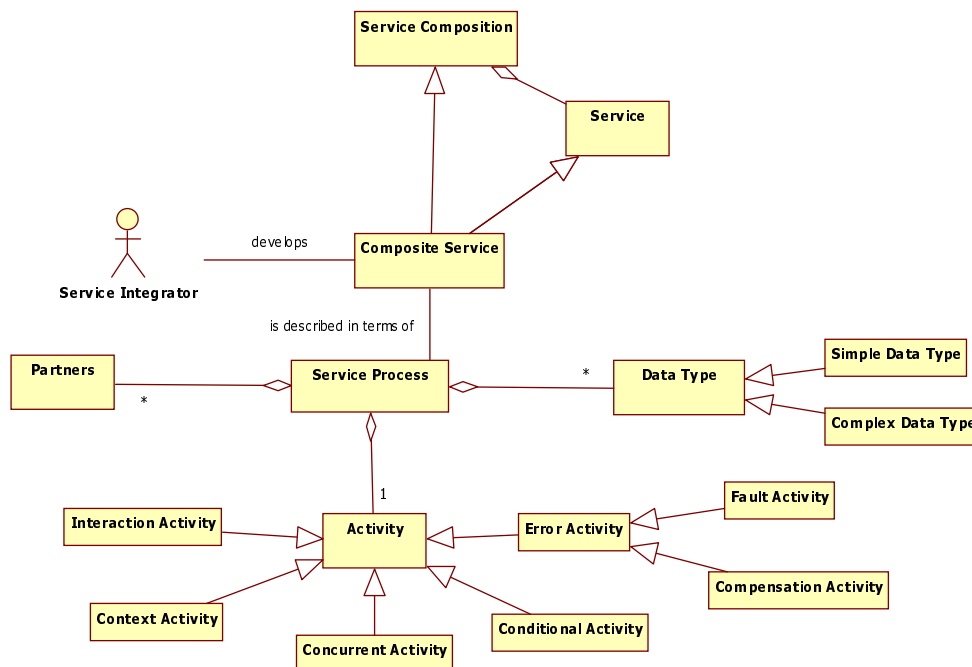 Service Composition
Service
develops
Composite Service
Service Integrator
is described in terms of
Partners
Service Process
Data Type
Simple Data Type
Complex Data Type
*
*
1
Interaction Activity
Activity
Error Activity
Fault Activity
Context Activity
Concurrent Activity
Conditional Activity
Compensation Activity